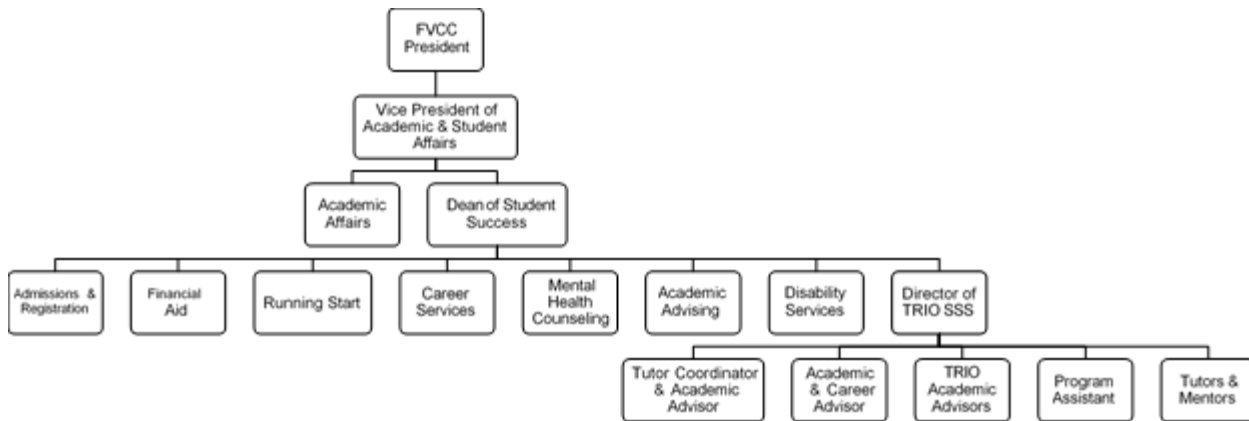 FVCC
President
Vice President of
Academic & Student
Affairs
Academic
Affairs
Dean of Student
Success
Admissions &
Registration
Financial
Aid
Running Start
Career
Services
Mental
Health
Counseling
Academic
Advising
Disability
Services
Director of
TRIO SSS
Tutor Coordinator
& Academic
Advisor
Academic
& Career
Advisor
TRIO
Academic
Advisors
Program
Assistant
Tutors &
Mentors